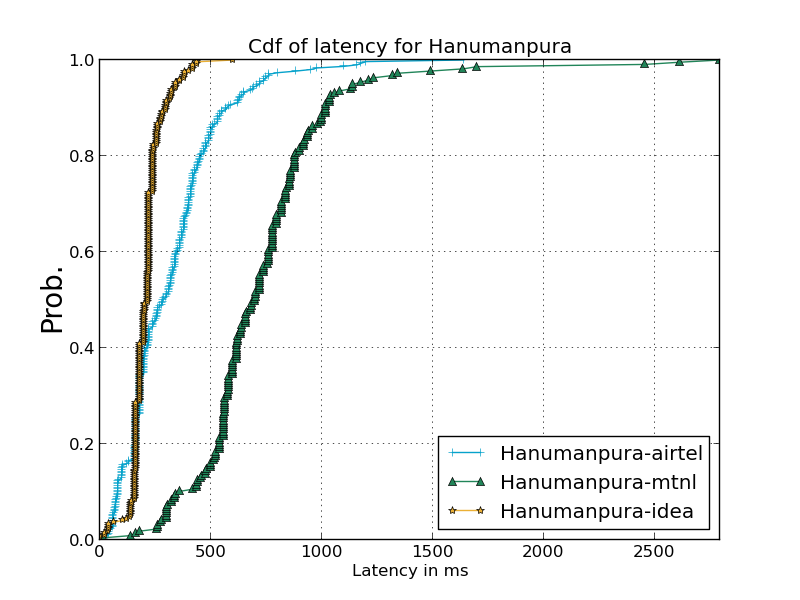 Cdf of latency for Hanumanpura
1.0
0.8
0.6
0.4
0.2
0.0
Prob.
Hanumanpura-airtel
Hanumanpura-mtnl
Hanumanpura-idea
0
500
1000
1500
2000
2500
Latency in ms